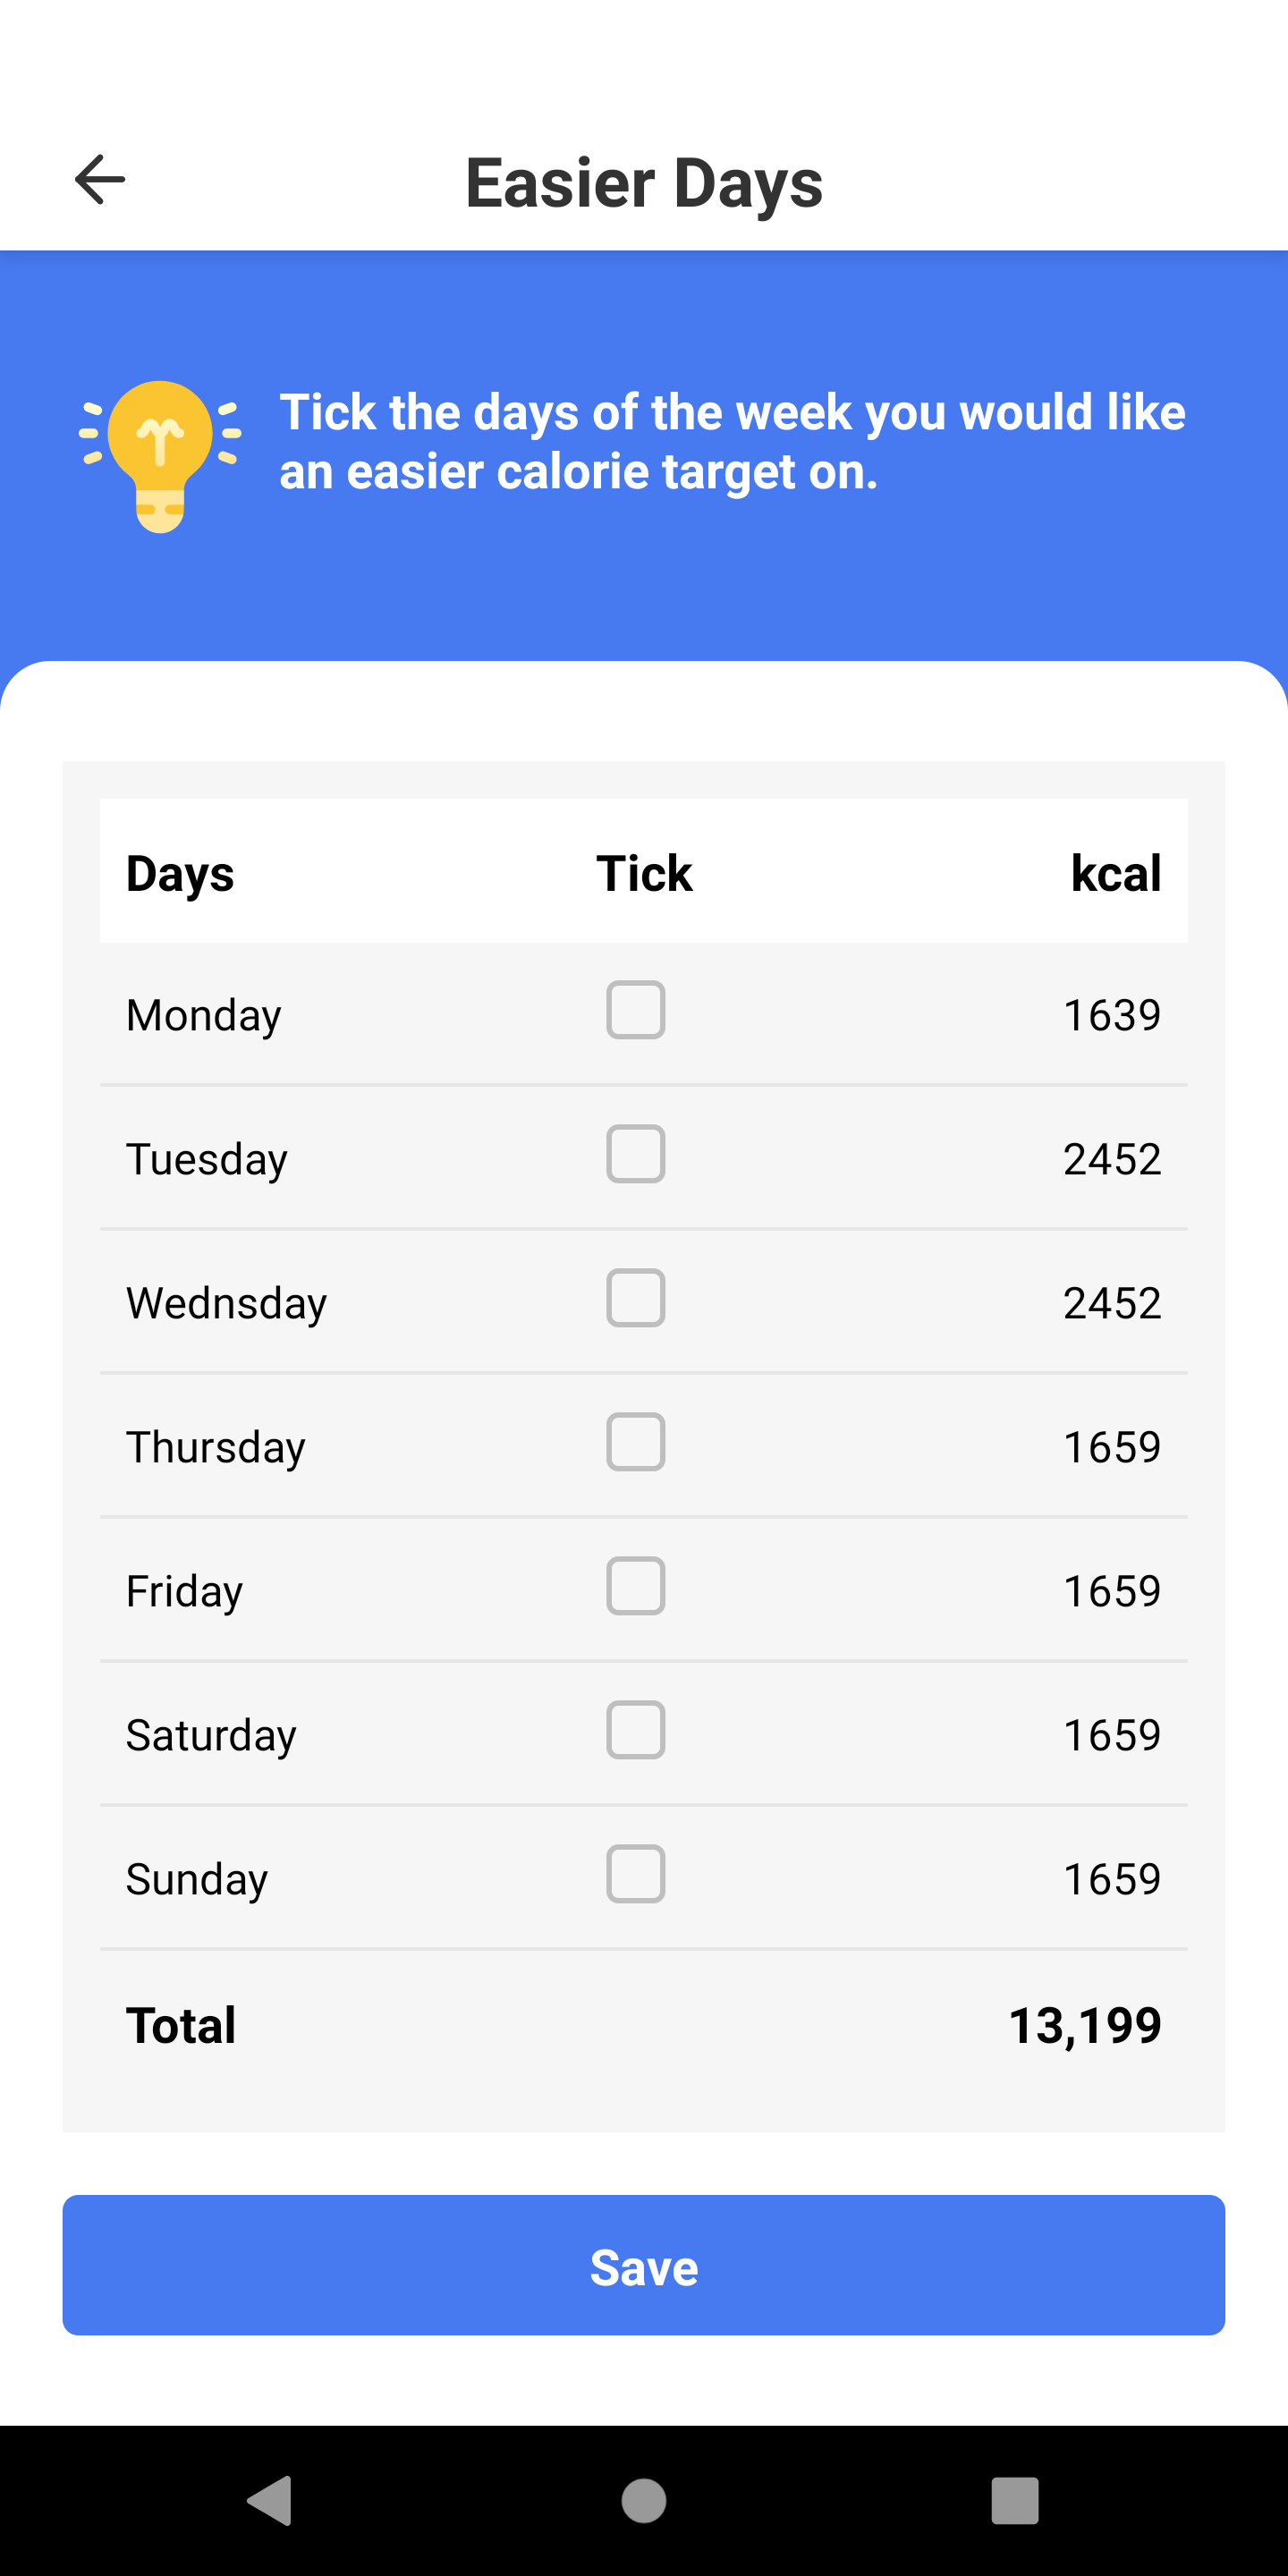 Easier Days
Tick the days of the week you would like
an easier calorie target on.
Days Tick kcal
Monday 1639
Tuesday 2452
Wednsday 2452
Thursday 1659
Friday 1659
Saturday 1659
Sunday 1659
Total 13,199
Save